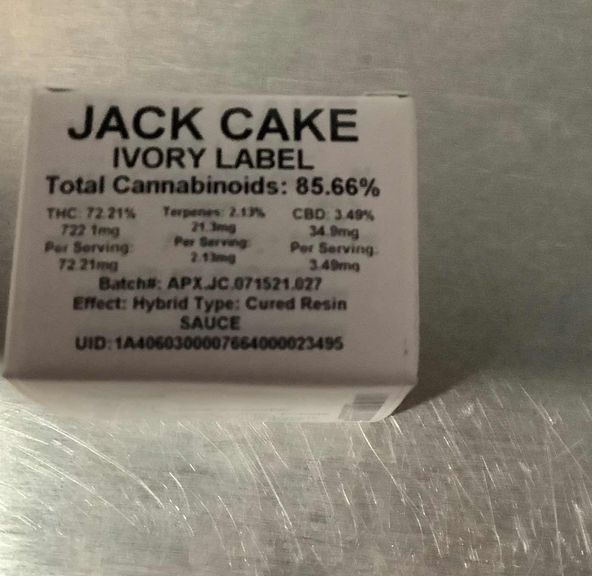 JACK CAKE
IVORY LABEL
Total Cannabinoids: 85.66%
THC: 72.21% Terpenes: 2.13% CBD: 3.49%
722.1mg 21.3mg 34.9mg
Per Serving: Per Serving: Per Serving:
72.21mg 2.13mg 3.49mg
Batch#: APX.JC.071521.027
Effect: Hybrid Type: Cured Resin
SAUCE
UID:1A4060300007664000023495